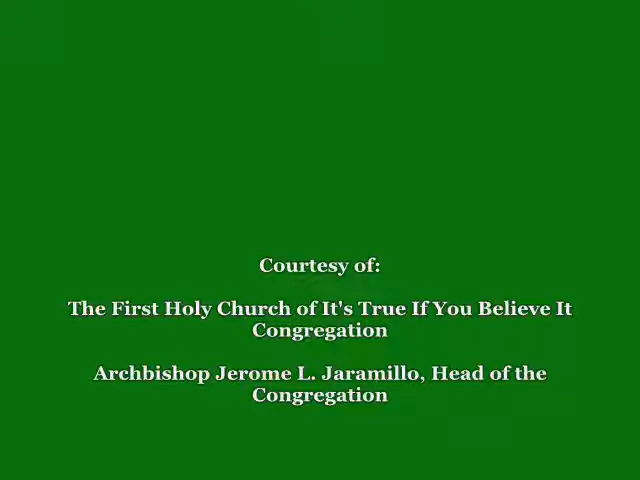 Courtesy of:
The First Holy Church of It's True If You Believe It
Congregation
Archbishop Jerome L. Jaramillo, Head of the
Congregation